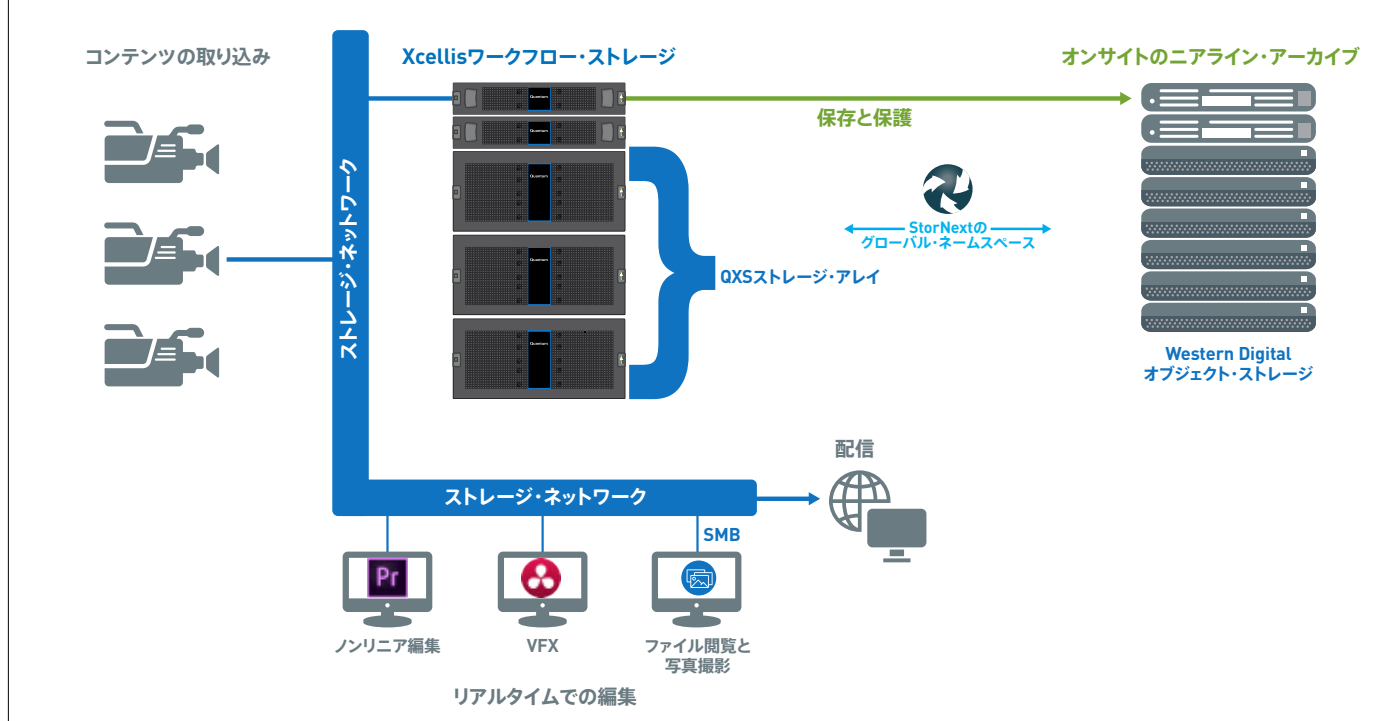 コンテンツの取り込み
Xcellisワークフロー・ストレージ
オンサイトのニアライン・アーカイブ
Quantum
Quantum
Quantum
Quantum
Quantum
保存と保護
ストレージ・ネットワーク
StorNextの
グローバル・ネームスペース
QXSストレージ・アレイ
Western Digital
オブジェクト・ストレージ
配信
ストレージ・ネットワーク
SMB
Pr
ノンリニア編集
VFX
ファイル閲覧と
写真撮影
リアルタイムでの編集